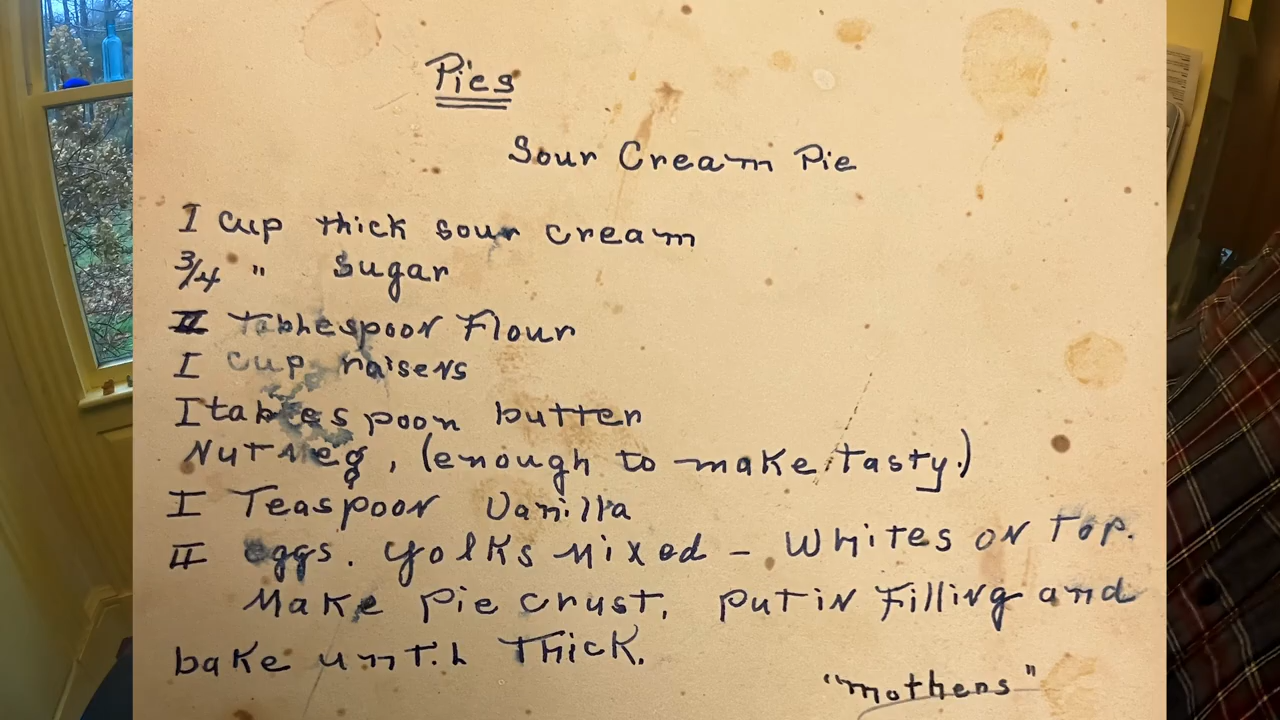 Pies
Sour Cream Pie
I cup thick sour cream
3/4 " Sugar
II tablespoon Flour
I cup raisens
I tablespoon butter
Nutmeg, (enough to make tasty.)
I Teaspoon Vanilla
II eggs. yolks mixed - Whites on top.
Make Pie crust, put in Filling and
bake until Thick.
"Mothers"